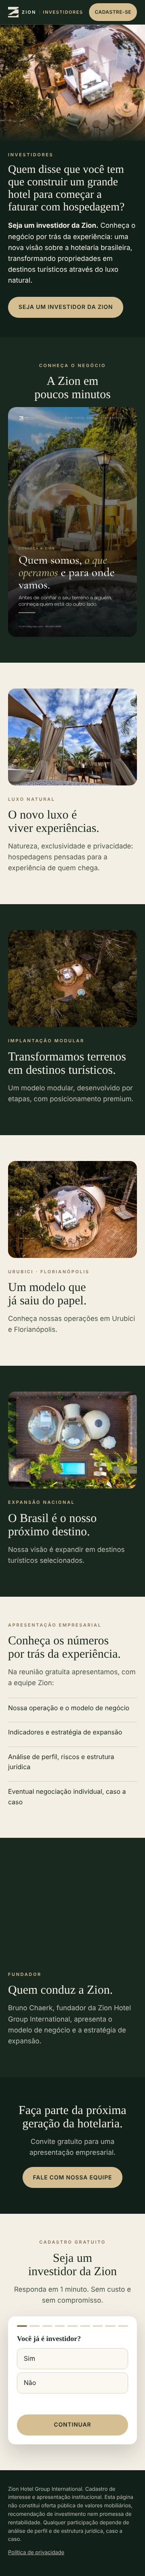 ZION INVESTIDORES CADASTRE-SE
INVESTIDORES
Quem disse que você tem
que construir um grande
hotel para começar a
faturar com hospedagem?
Seja um investidor da Zion. Conheça o
negócio por trás da experiência: uma
nova visão sobre a hotelaria brasileira,
transformando propriedades em
destinos turísticos através do luxo
natural.
SEJA UM INVESTIDOR DA ZION
CONHEÇA O NEGÓCIO
A Zion em
poucos minutos
Quem somos, o que
operamos e para onde
vamos.
Antes de confiar o seu terreno a alguém,
conheça quem está do outro lado.
LUXO NATURAL
O novo luxo é
viver experiências.
Natureza, exclusividade e privacidade:
hospedagens pensadas para a
experiência de quem chega.
IMPLANTAÇÃO MODULAR
Transformamos terrenos
em destinos turísticos.
Um modelo modular, desenvolvido por
etapas, com posicionamento premium.
URUBICI · FLORIANÓPOLIS
Um modelo que
já saiu do papel.
Conheça nossas operações em Urubici
e Florianópolis.
EXPANSÃO NACIONAL
O Brasil é o nosso
próximo destino.
Nossa visão é expandir em destinos
turísticos selecionados.
APRESENTAÇÃO EMPRESARIAL
Conheça os números
por trás da experiência.
Na reunião gratuita apresentamos, com
a equipe Zion:
Nossa operação e o modelo de negócio
Indicadores e estratégia de expansão
Análise de perfil, riscos e estrutura
jurídica
Eventual negociação individual, caso a
caso
FUNDADOR
Quem conduz a Zion.
Bruno Chaerk, fundador da Zion Hotel
Group International, apresenta o
modelo de negócio e a estratégia de
expansão.
Faça parte da próxima
geração da hotelaria.
Convite gratuito para uma
apresentação empresarial.
FALE COM NOSSA EQUIPE
CADASTRO GRATUITO
Seja um
investidor da Zion
Responda em 1 minuto. Sem custo e
sem compromisso.
Você já é investidor?
Sim
Não
CONTINUAR
Zion Hotel Group International. Cadastro de
interesse e apresentação institucional. Esta página
não constitui oferta pública de valores mobiliários,
recomendação de investimento nem promessa de
rentabilidade. Qualquer participação depende de
análise de perfil e de estrutura jurídica, caso a
caso.
Política de privacidade